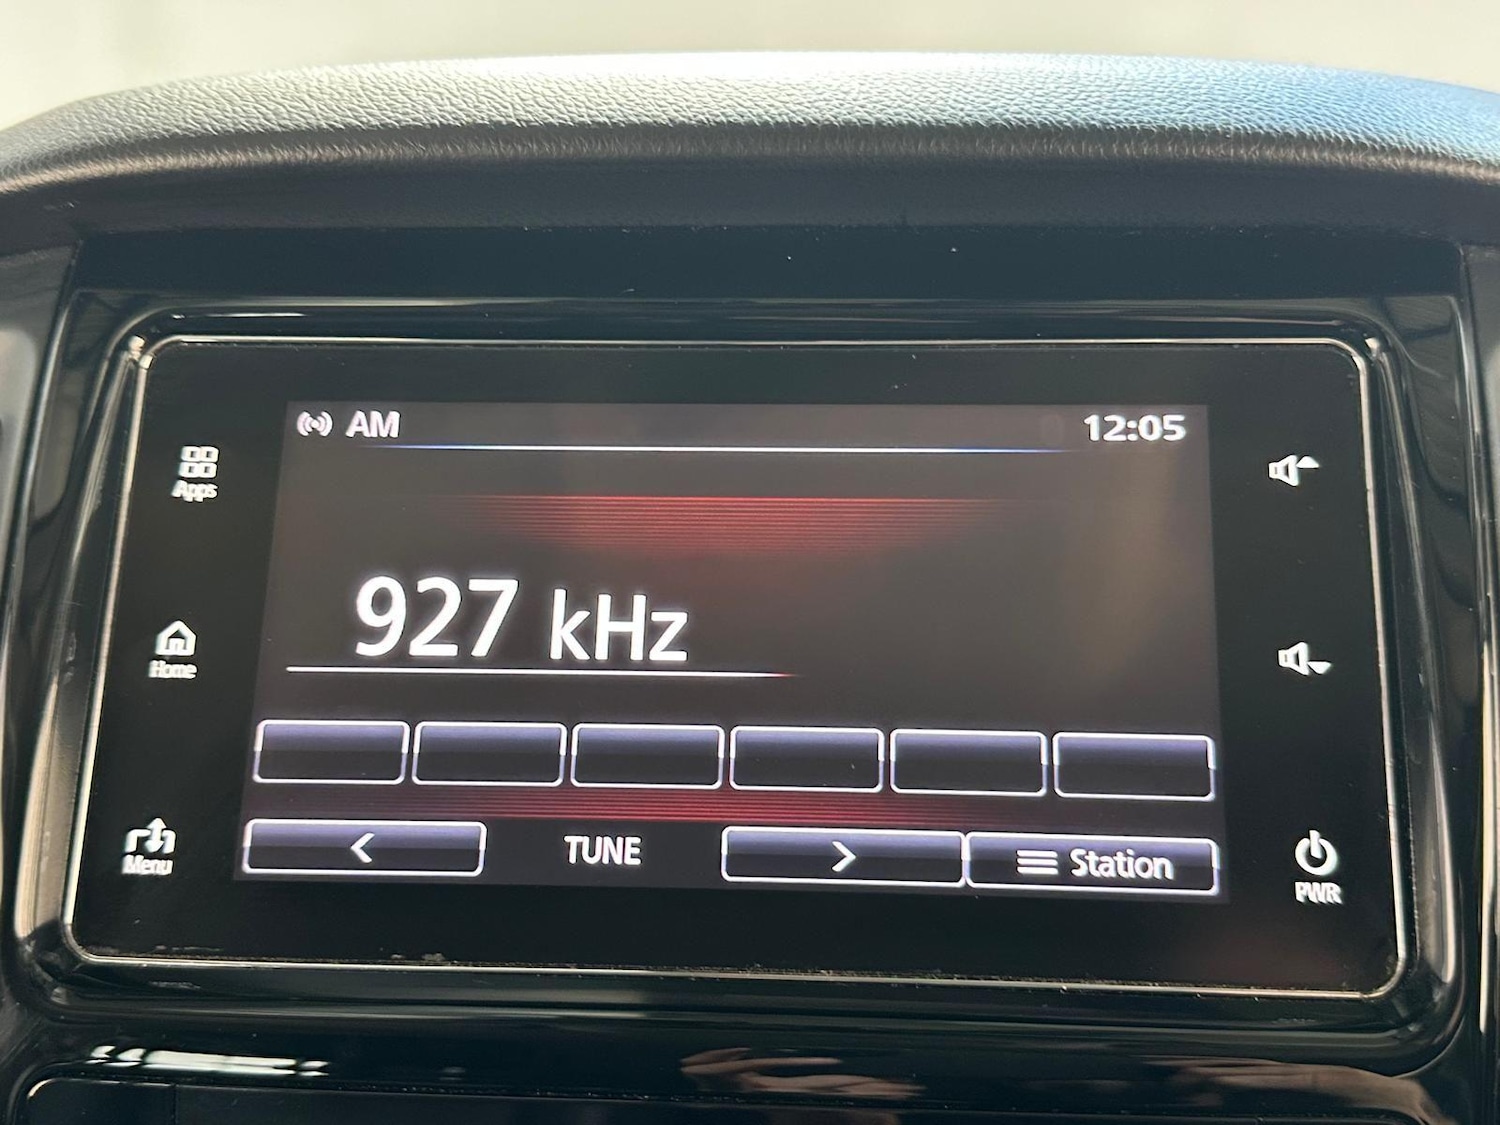 AM
12:05
Apps
927 kHz
Home
TUNE
Station
Menu
PWR